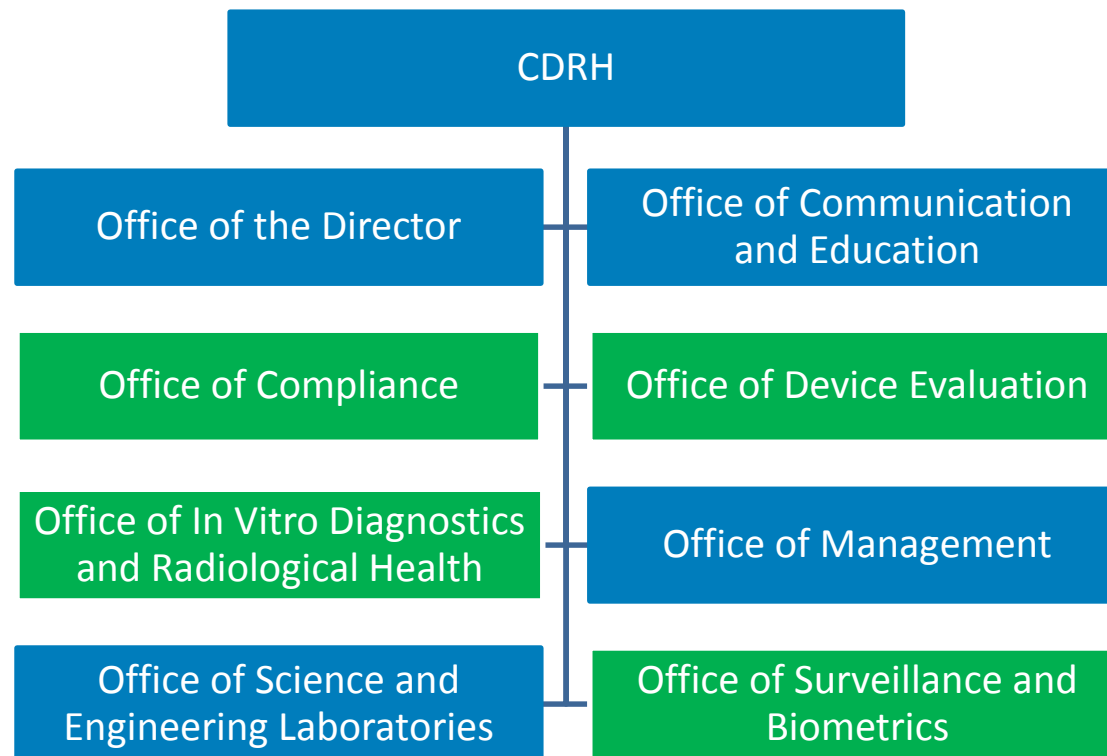 CDRH
Office of the Director
Office of Communication
and Education
Office of Compliance
Office of Device Evaluation
Office of In Vitro Diagnostics
and Radiological Health
Office of Management
Office of Science and
Engineering Laboratories
Office of Surveillance and
Biometrics